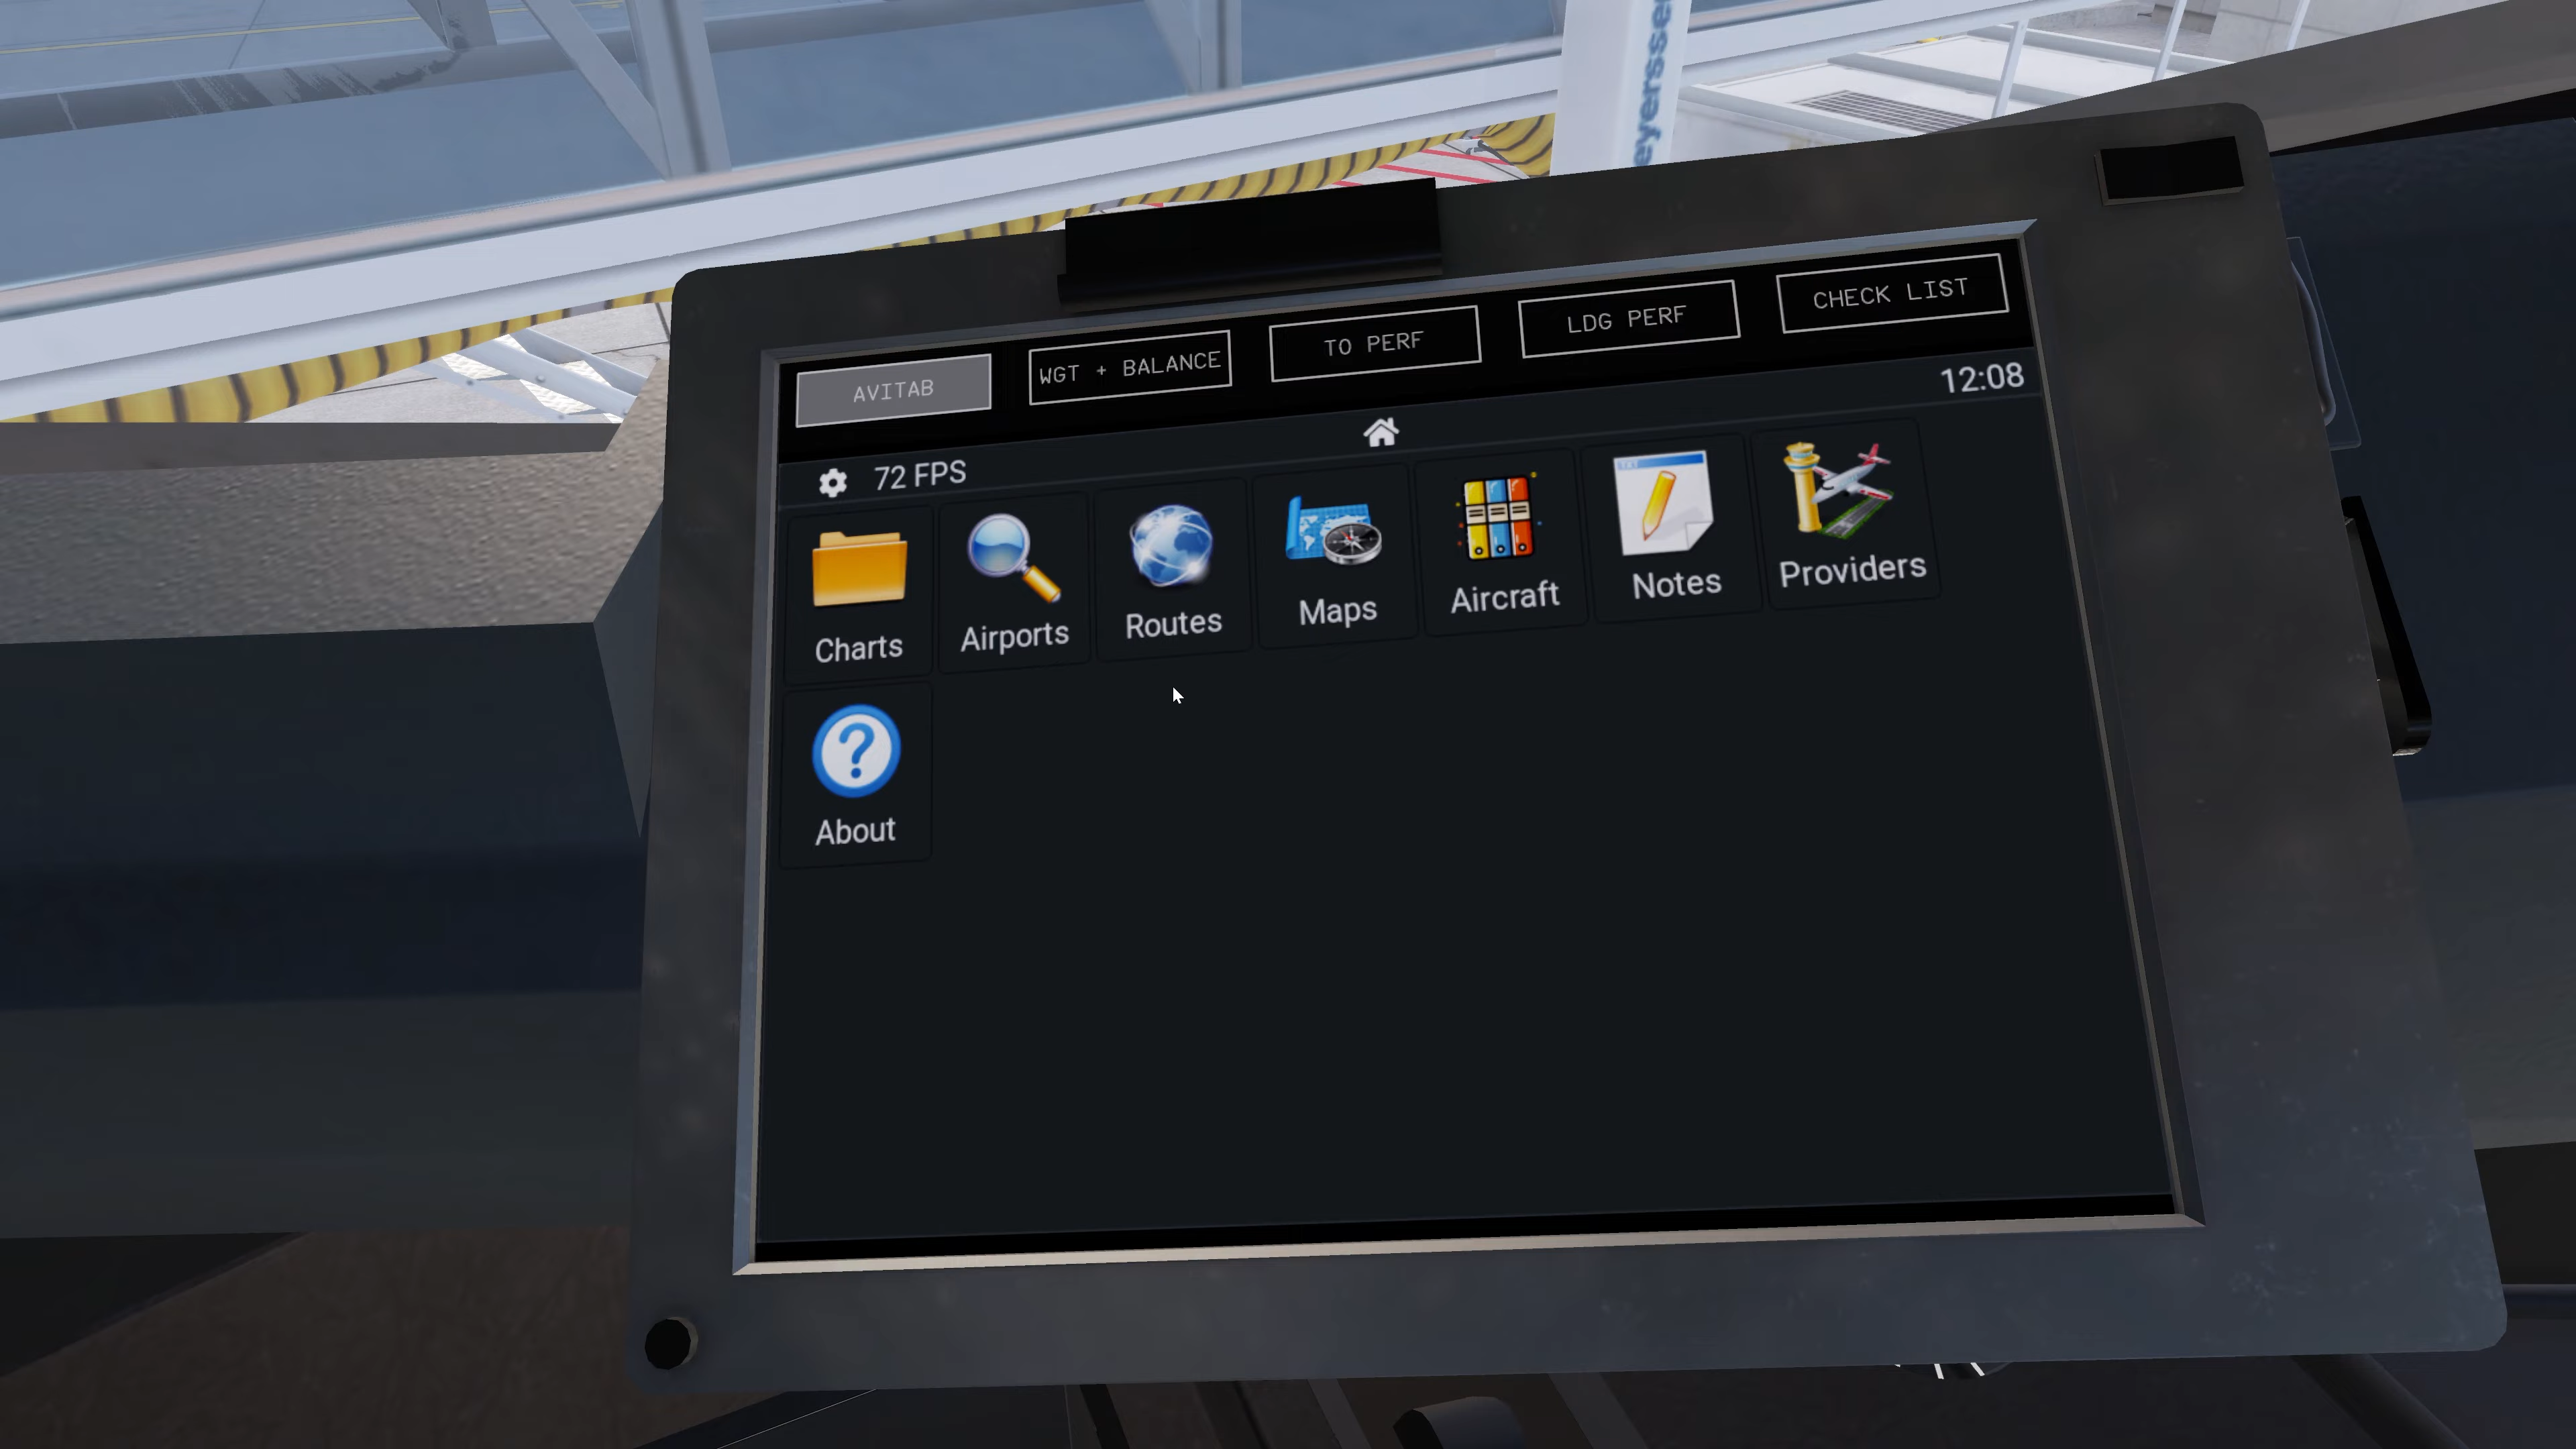 AVITAB
WGT + BALANCE
TO PERF
LDG PERF
CHECK LIST
72 FPS
12:08
Charts
Airports
Routes
Maps
Aircraft
Notes
Providers
About